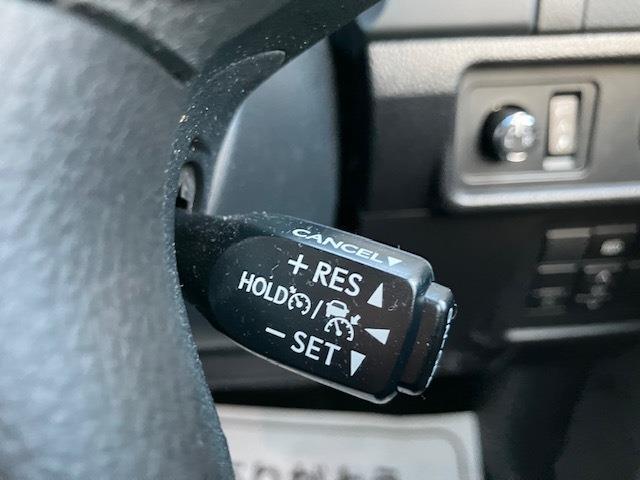 CANCEL▼
+ RES ▲
HOLD /
− SET ▼